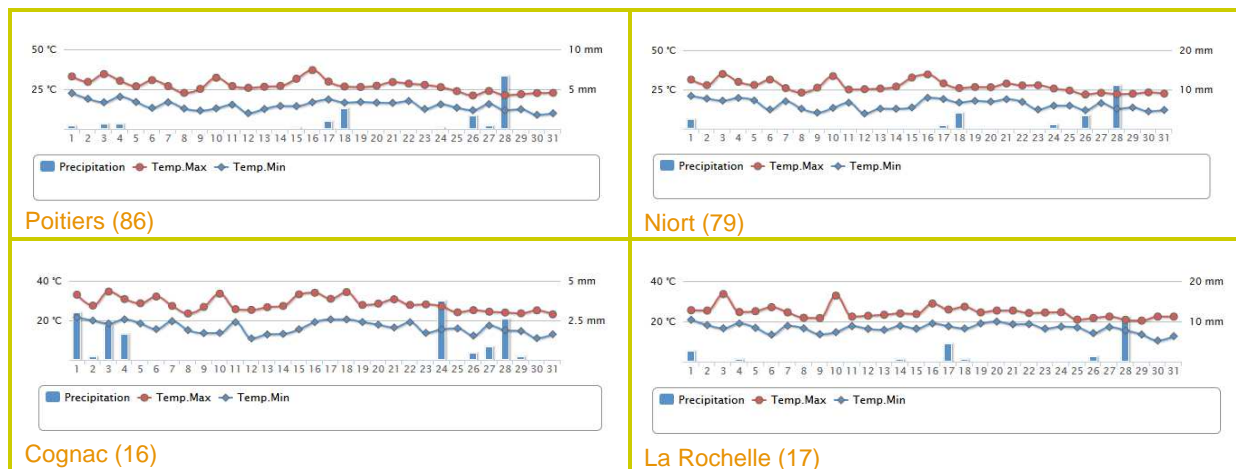 50 °C 10 mm
25 °C 5 mm
1 2 3 4 5 6 7 8 9 10 11 12 13 14 15 16 17 18 19 20 21 22 23 24 25 26 27 28 29 30 31
Precipitation Temp.Max Temp.Min
Poitiers (86)
50 °C 20 mm
25 °C 10 mm
1 2 3 4 5 6 7 8 9 10 11 12 13 14 15 16 17 18 19 20 21 22 23 24 25 26 27 28 29 30 31
Precipitation Temp.Max Temp.Min
Niort (79)
40 °C 5 mm
20 °C 2.5 mm
1 2 3 4 5 6 7 8 9 10 11 12 13 14 15 16 17 18 19 20 21 22 23 24 25 26 27 28 29 30 31
Precipitation Temp.Max Temp.Min
Cognac (16)
40 °C 20 mm
20 °C 10 mm
1 2 3 4 5 6 7 8 9 10 11 12 13 14 15 16 17 18 19 20 21 22 23 24 25 26 27 28 29 30 31
Precipitation Temp.Max Temp.Min
La Rochelle (17)